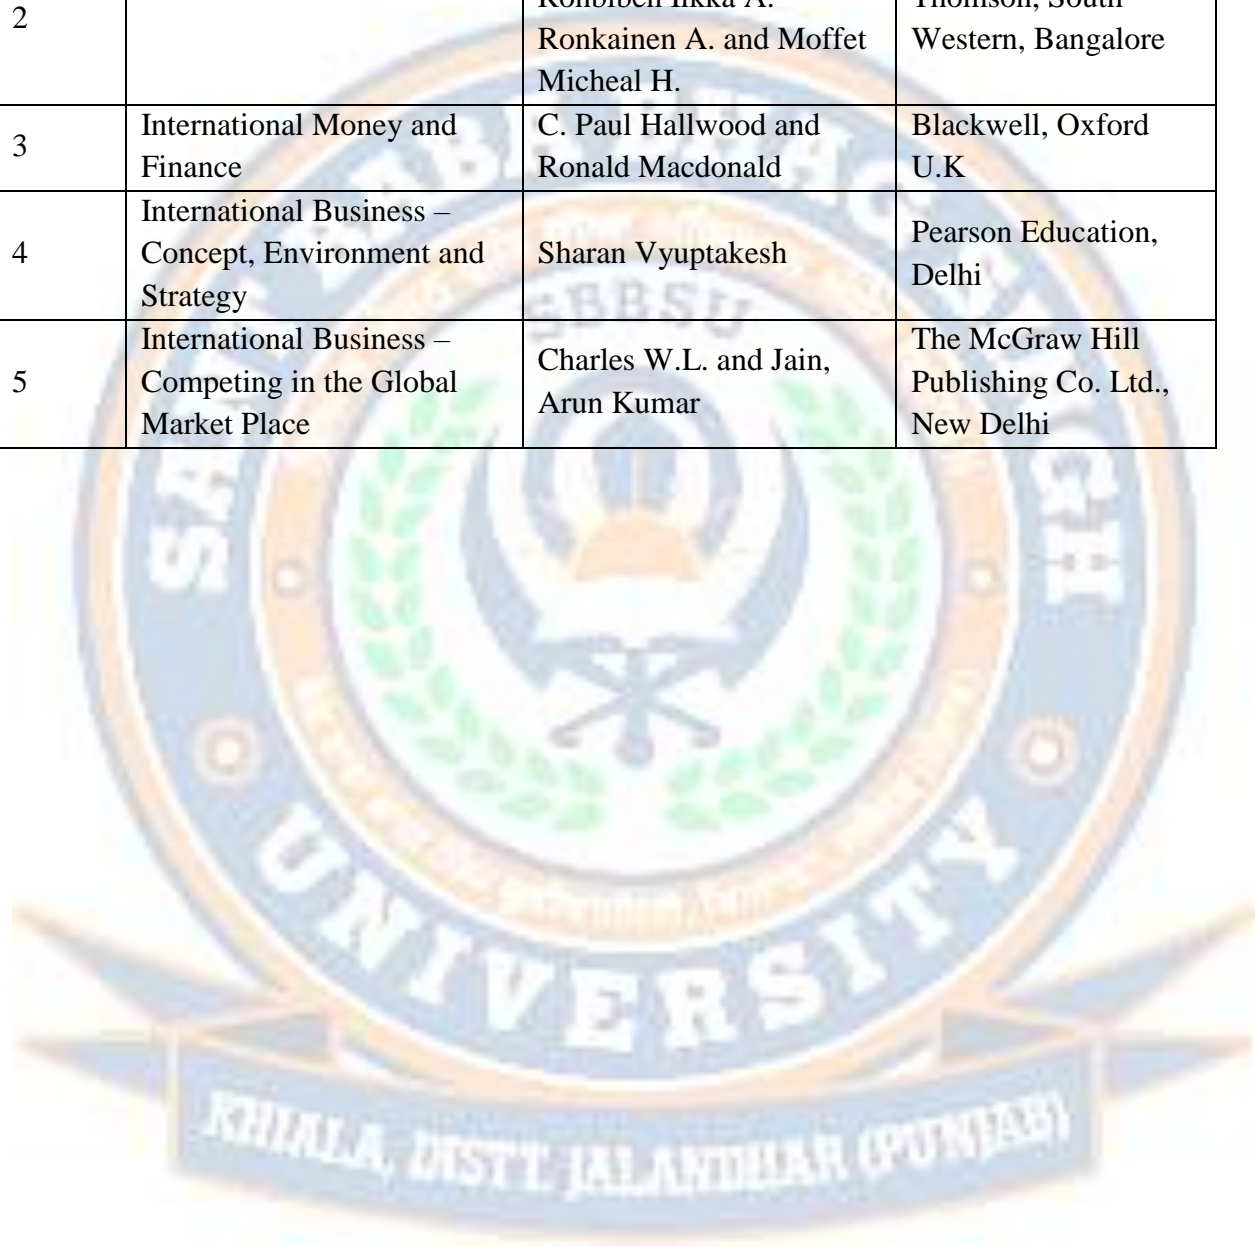 2
Ronkainen A. and Moffet
Micheal H.
Western, Bangalore
3
International Money and
Finance
C. Paul Hallwood and
Ronald Macdonald
Blackwell, Oxford
U.K
4
International Business –
Concept, Environment and
Strategy
Sharan Vyuptakesh
Pearson Education,
Delhi
5
International Business –
Competing in the Global
Market Place
Charles W.L. and Jain,
Arun Kumar
The McGraw Hill
Publishing Co. Ltd.,
New Delhi
SBBSU
UNIVERSITY
KHIALA, DISTT. JALANDHAR (PUNJAB)